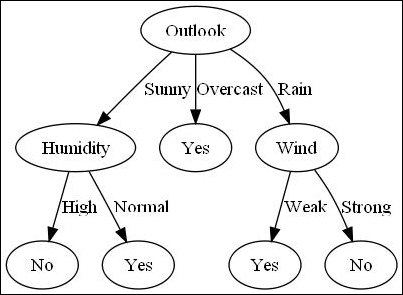 Outlook
Sunny Overcast Rain
Humidity Yes Wind
High Normal Weak Strong
No Yes Yes No